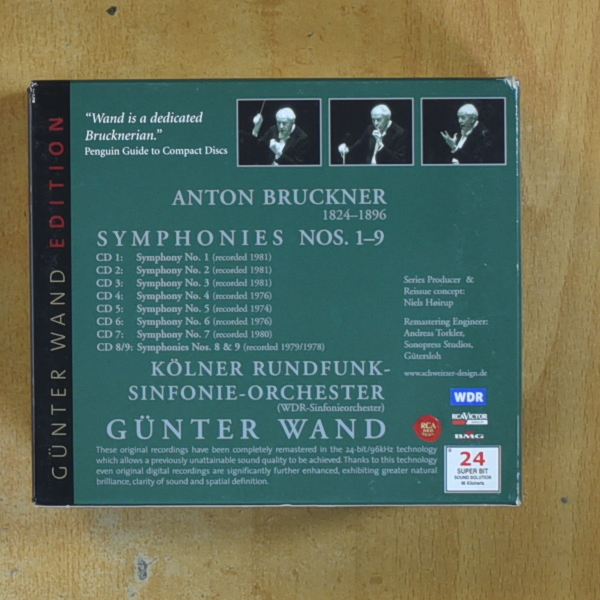 GÜNTER WAND EDITION
“Wand is a dedicated
Brucknerian.”
Penguin Guide to Compact Discs
ANTON BRUCKNER
1824–1896
SYMPHONIES NOS. 1–9
CD 1: Symphony No. 1 (recorded 1981)
CD 2: Symphony No. 2 (recorded 1981)
CD 3: Symphony No. 3 (recorded 1981)
CD 4: Symphony No. 4 (recorded 1976)
CD 5: Symphony No. 5 (recorded 1974)
CD 6: Symphony No. 6 (recorded 1976)
CD 7: Symphony No. 7 (recorded 1980)
CD 8/9: Symphonies Nos. 8 & 9 (recorded 1979/1978)
Series Producer &
Reissue concept:
Niels Høirup
Remastering Engineer:
Andreas Torkler,
Sonopress Studios,
Gütersloh
www.achweitzer-design.de
KÖLNER RUNDFUNK-
SINFONIE-ORCHESTER
(WDR-Sinfonieorchester)
GÜNTER WAND
WDR
RCA VICTOR
BMG
RCA
RED
SEAL
These original recordings have been completely remastered in the 24-bit/96kHz technology
which allows a previously unattainable sound quality to be achieved. Thanks to this technology
even original digital recordings are significantly further enhanced, exhibiting greater natural
brilliance, clarity of sound and spatial definition.
24
SUPER BIT
SOUND SOLUTION
96 Kilohertz